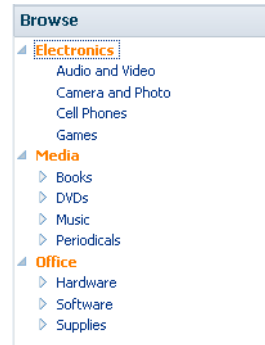 Browse
Electronics
Audio and Video
Camera and Photo
Cell Phones
Games
Media
Books
DVDs
Music
Periodicals
Office
Hardware
Software
Supplies